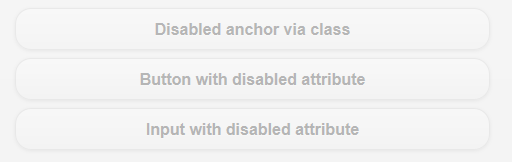 Disabled anchor via class
Button with disabled attribute
Input with disabled attribute